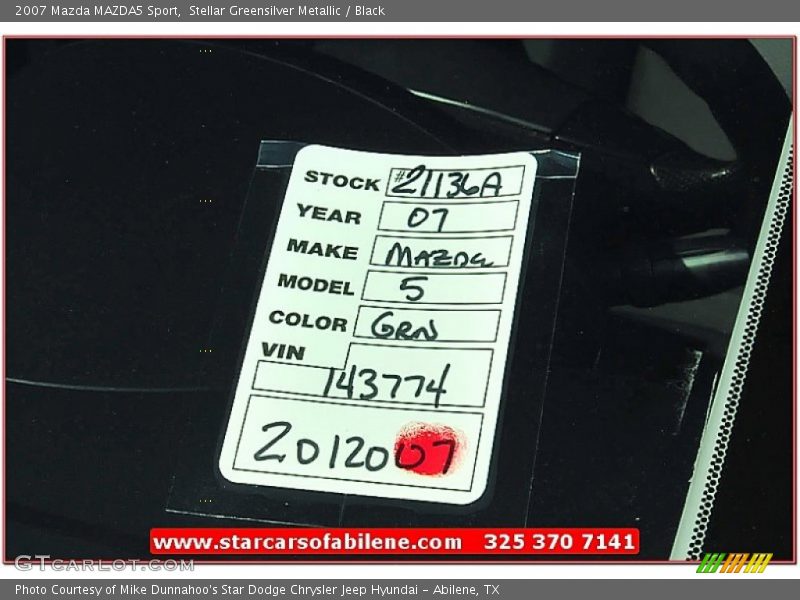 2007 Mazda MAZDA5 Sport,  Stellar Greensilver Metallic / Black
STOCK #21136A
YEAR 07
MAKE MAZDA
MODEL 5
COLOR GRN
VIN
143774
2012007
www.starcarsofabilene.com 325 370 7141
GTCARLOT.COM
Photo Courtesy of Mike Dunnahoo's Star Dodge Chrysler Jeep Hyundai - Abilene, TX